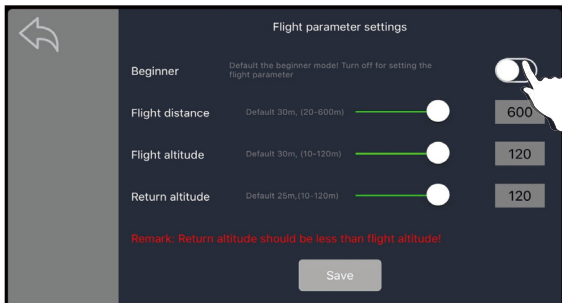 Flight parameter settings
Beginner
Default the beginner mode! Turn off for setting the
flight parameter
Flight distance
Default 30m, (20-600m)
600
Flight altitude
Default 30m, (10-120m)
120
Return altitude
Default 25m,(10-120m)
120
Remark: Return altitude should be less than flight altitude!
Save